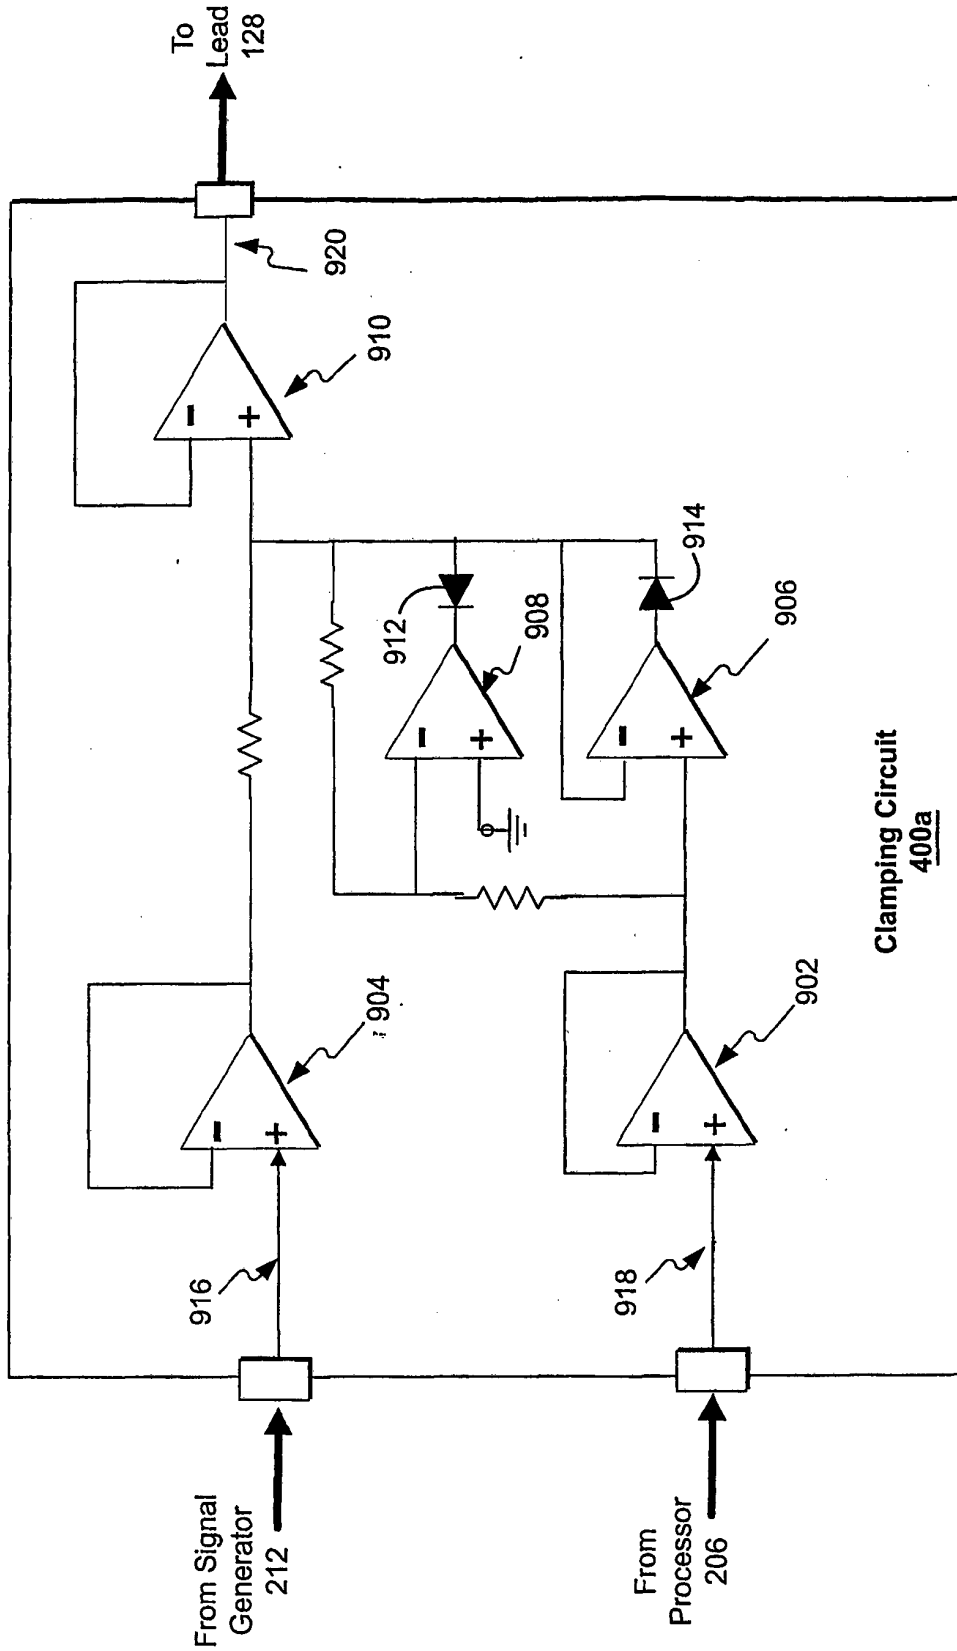 To
Lead
128
920
910
912
908
914
906
904
902
916
918
From Signal
Generator
212
From
Processor
206
-
+
-
+
-
+
-
+
-
+
Clamping Circuit
400a